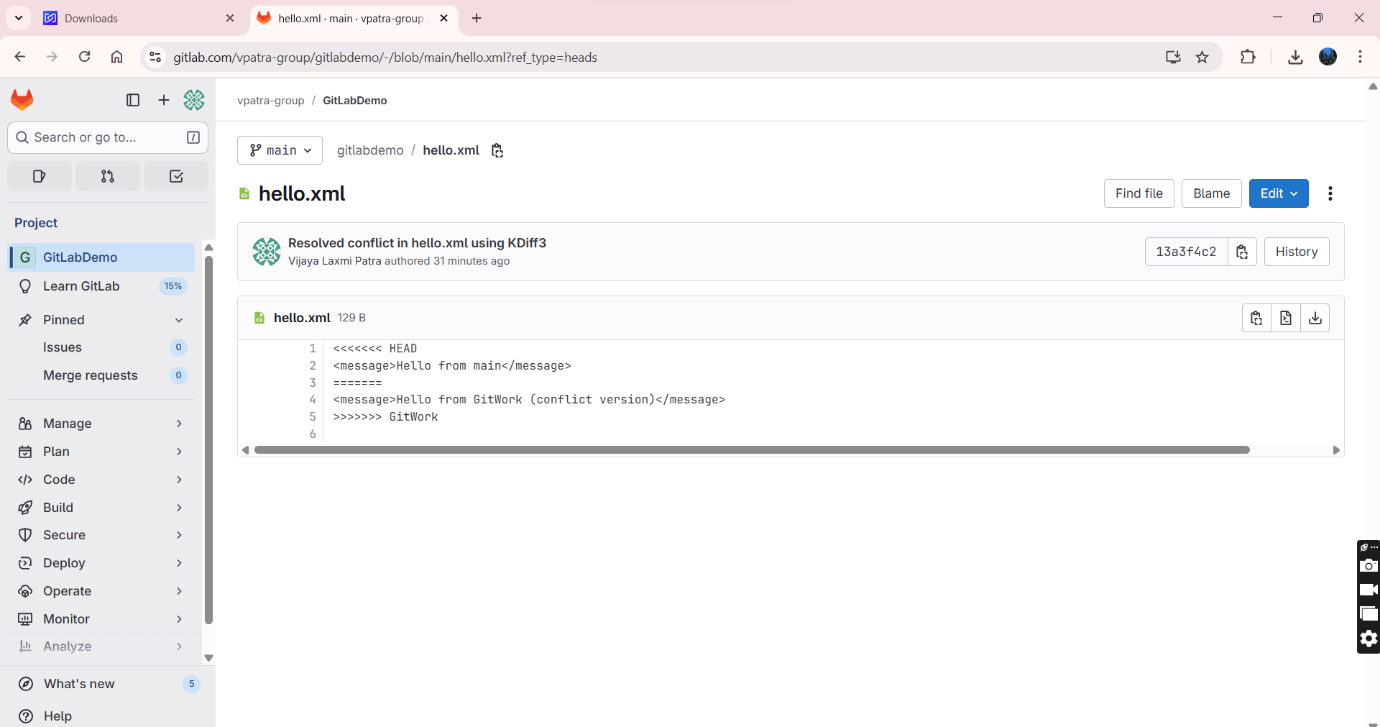 Downloads
hello.xml · main · vpatra-group
gitlab.com/vpatra-group/gitlabdemo/-/blob/main/hello.xml?ref_type=heads
Search or go to... /
Project
G GitLabDemo
Learn GitLab 15%
Pinned
Issues 0
Merge requests 0
Manage
Plan
Code
Build
Secure
Deploy
Operate
Monitor
Analyze
What's new 5
Help
vpatra-group / GitLabDemo
main gitlabdemo / hello.xml
hello.xml
Find file Blame Edit
Resolved conflict in hello.xml using KDiff3
Vijaya Laxmi Patra authored 31 minutes ago
13a3f4c2 History
hello.xml 129 B
1 <<<<<<< HEAD
2 <message>Hello from main</message>
3 =======
4 <message>Hello from GitWork (conflict version)</message>
5 >>>>>>> GitWork
6